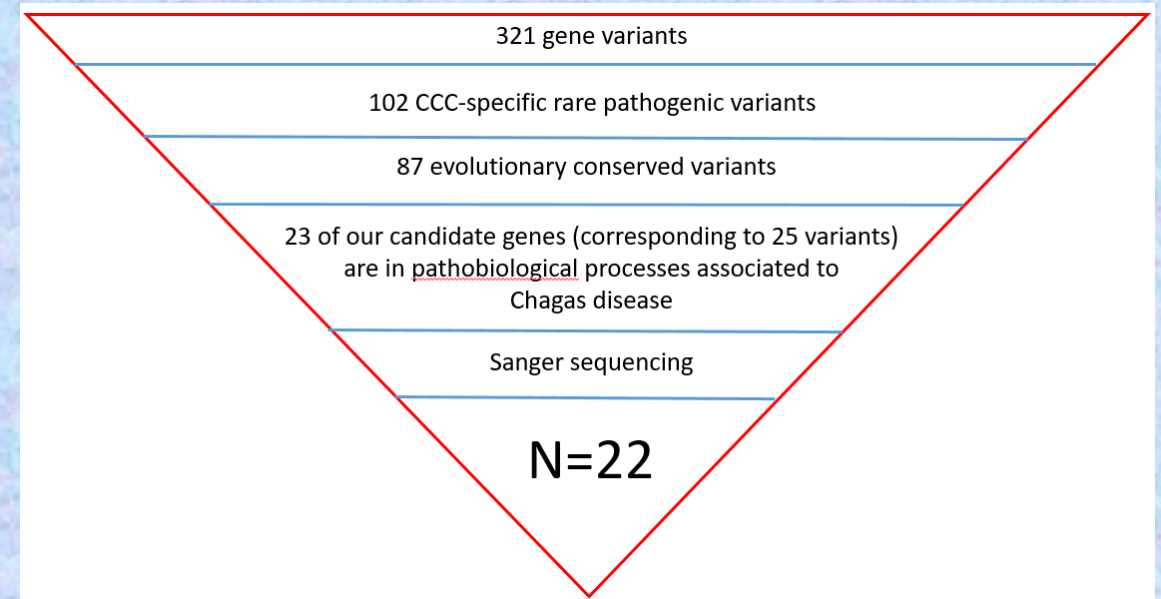 321 gene variants
102 CCC-specific rare pathogenic variants
87 evolutionary conserved variants
23 of our candidate genes (corresponding to 25 variants)
are in pathobiological processes associated to
Chagas disease
Sanger sequencing
N=22